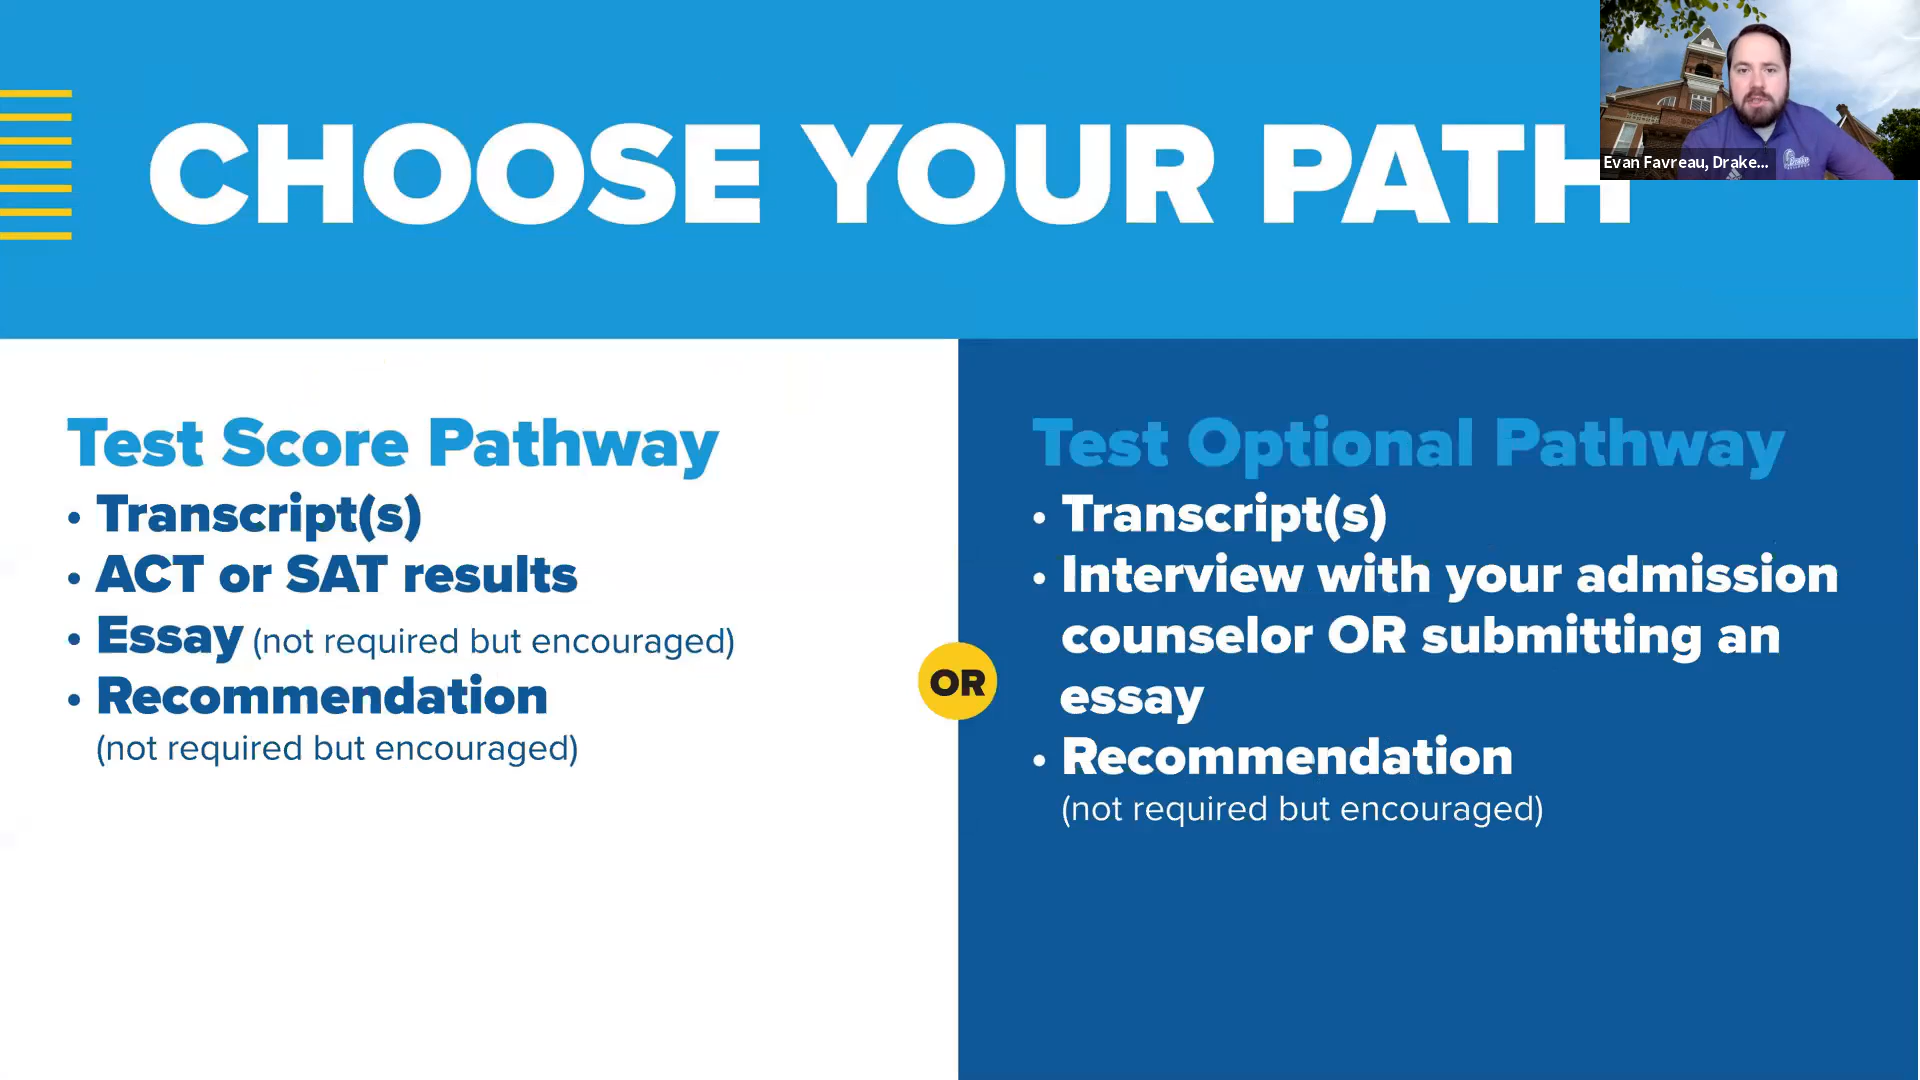 CHOOSE YOUR PATH
Evan Favreau, Drake...
Test Score Pathway
• Transcript(s)
• ACT or SAT results
• Essay (not required but encouraged)
• Recommendation
(not required but encouraged)
OR
Test Optional Pathway
• Transcript(s)
• Interview with your admission
counselor OR submitting an
essay
• Recommendation
(not required but encouraged)